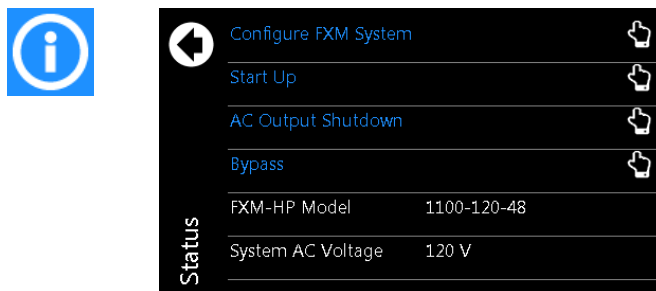 Configure FXM System
Start Up
AC Output Shutdown
Bypass
FXM-HP Model 1100-120-48
System AC Voltage 120 V
Status